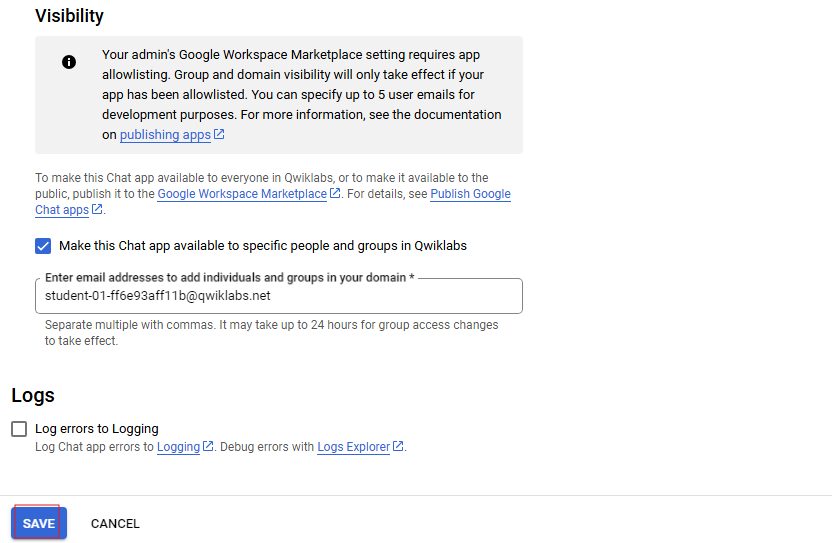 Visibility
Your admin's Google Workspace Marketplace setting requires app
allowlisting. Group and domain visibility will only take effect if your
app has been allowlisted. You can specify up to 5 user emails for
development purposes. For more information, see the documentation
on publishing apps
To make this Chat app available to everyone in Qwiklabs, or to make it available to the
public, publish it to the Google Workspace Marketplace. For details, see Publish Google
Chat apps.
Make this Chat app available to specific people and groups in Qwiklabs
Enter email addresses to add individuals and groups in your domain *
student-01-ff6e93aff11b@qwiklabs.net
Separate multiple with commas. It may take up to 24 hours for group access changes
to take effect.
Logs
Log errors to Logging
Log Chat app errors to Logging. Debug errors with Logs Explorer.
SAVE CANCEL